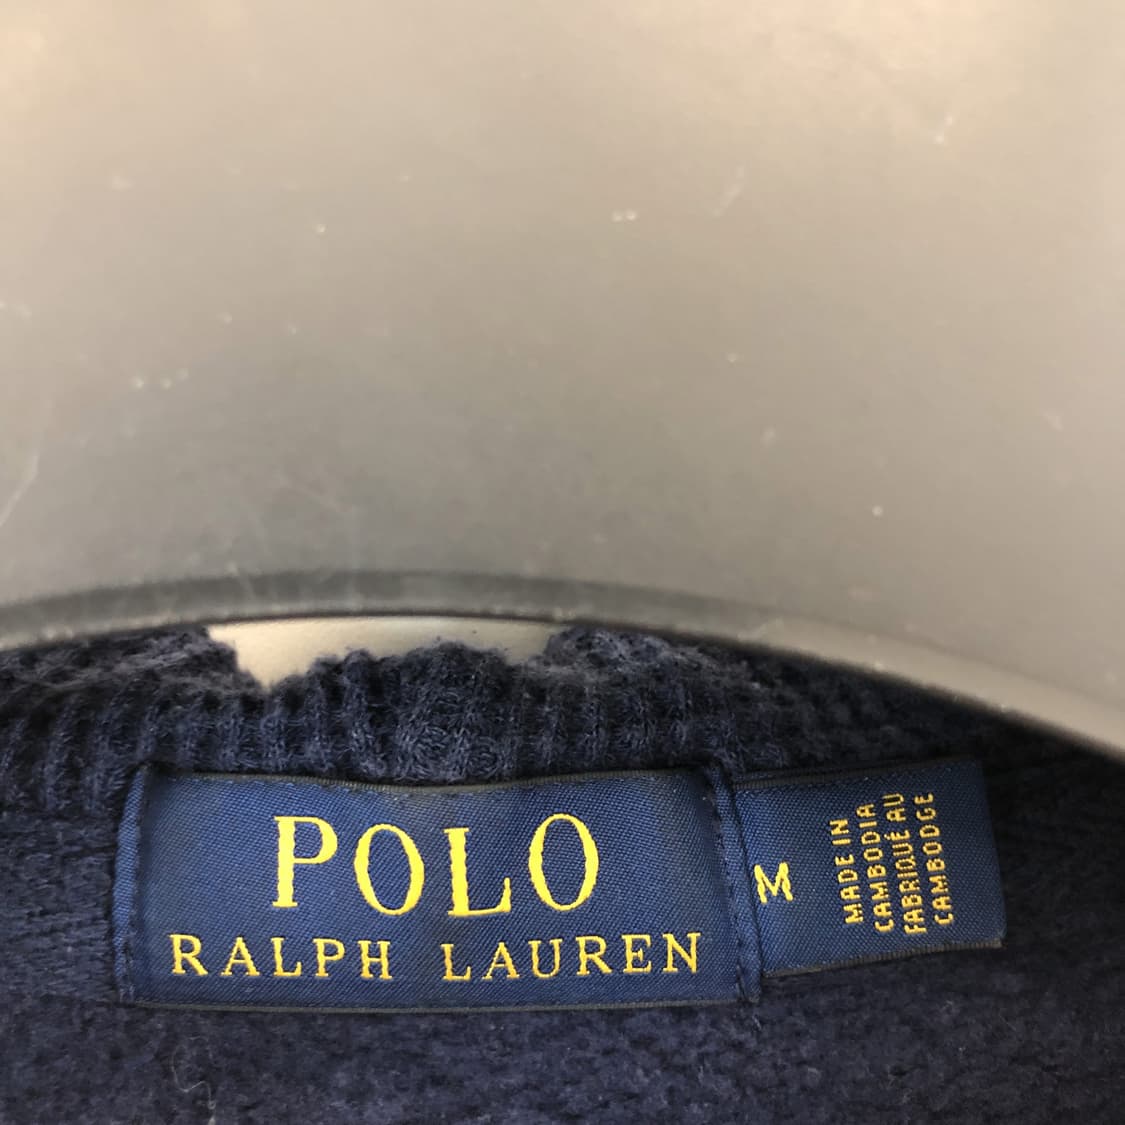 POLO
RALPH LAUREN
M
MADE IN
CAMBODIA
FABRIQUÉ AU
CAMBODGE